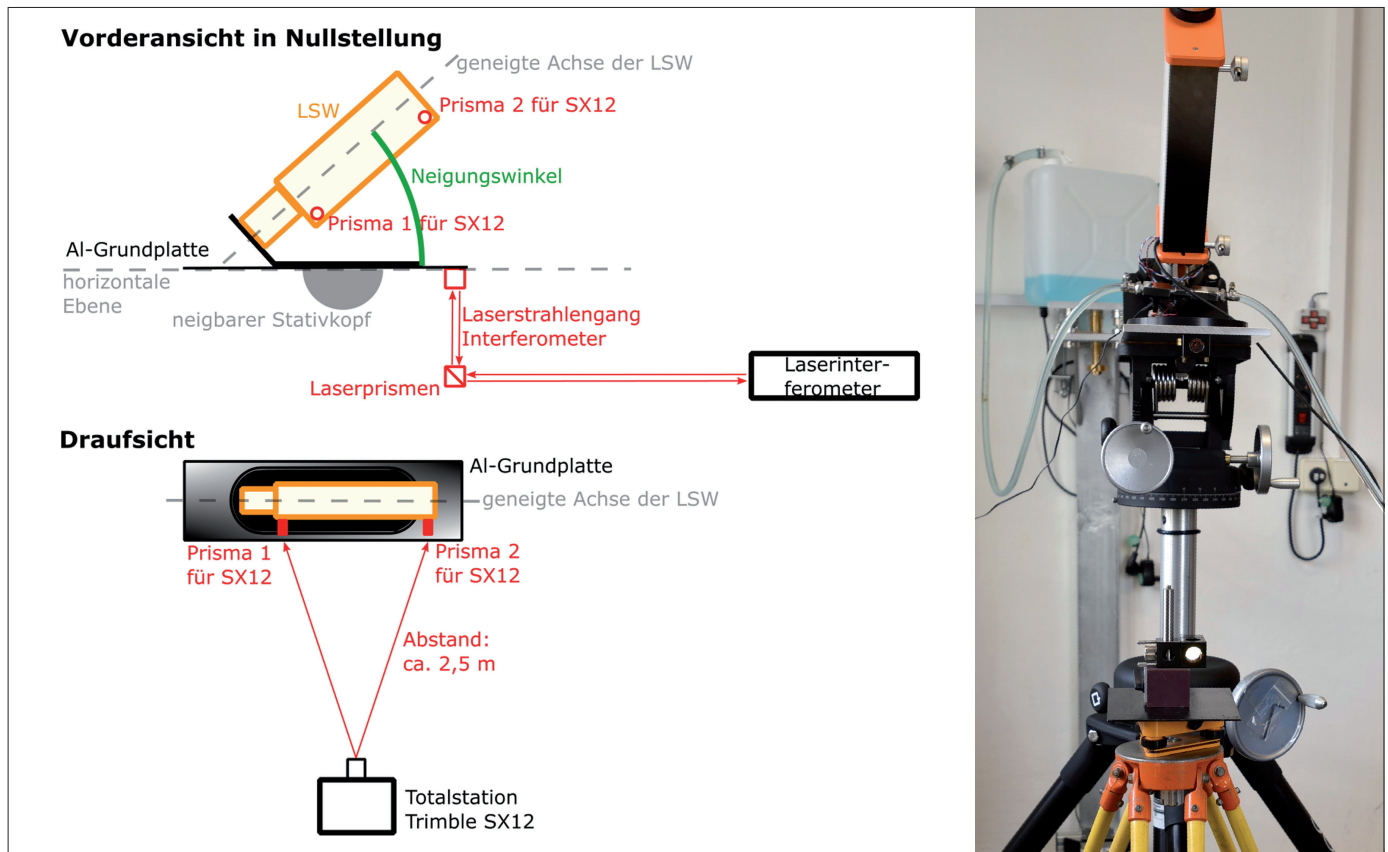 Vorderansicht in Nullstellung
geneigte Achse der LSW
LSW
Prisma 2 für SX12
Neigungswinkel
Prisma 1 für SX12
Al-Grundplatte
horizontale
Ebene
neigbarer Stativkopf
Laserstrahlengang
Interferometer
Laserprismen
Laserinter-
ferometer
Draufsicht
Al-Grundplatte
geneigte Achse der LSW
Prisma 1
für SX12
Prisma 2
für SX12
Abstand:
ca. 2,5 m
Totalstation
Trimble SX12